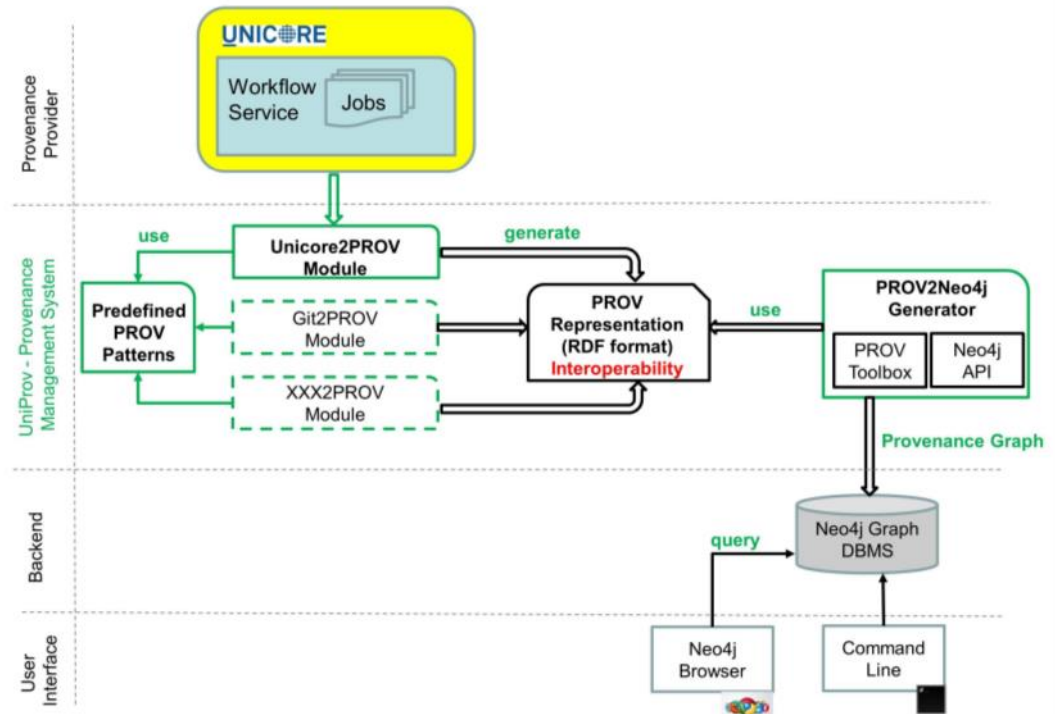 UNICORE
Workflow
Service
Jobs
Provenance
Provider
use
Unicore2PROV
Module
generate
Predefined
PROV
Patterns
Git2PROV
Module
XXX2PROV
Module
PROV
Representation
(RDF format)
Interoperability
use
PROV2Neo4j
Generator
PROV
Toolbox
Neo4j
API
UniProv - Provenance
Management System
Provenance Graph
Backend
Neo4j Graph
DBMS
query
User
Interface
Neo4j
Browser
Command
Line